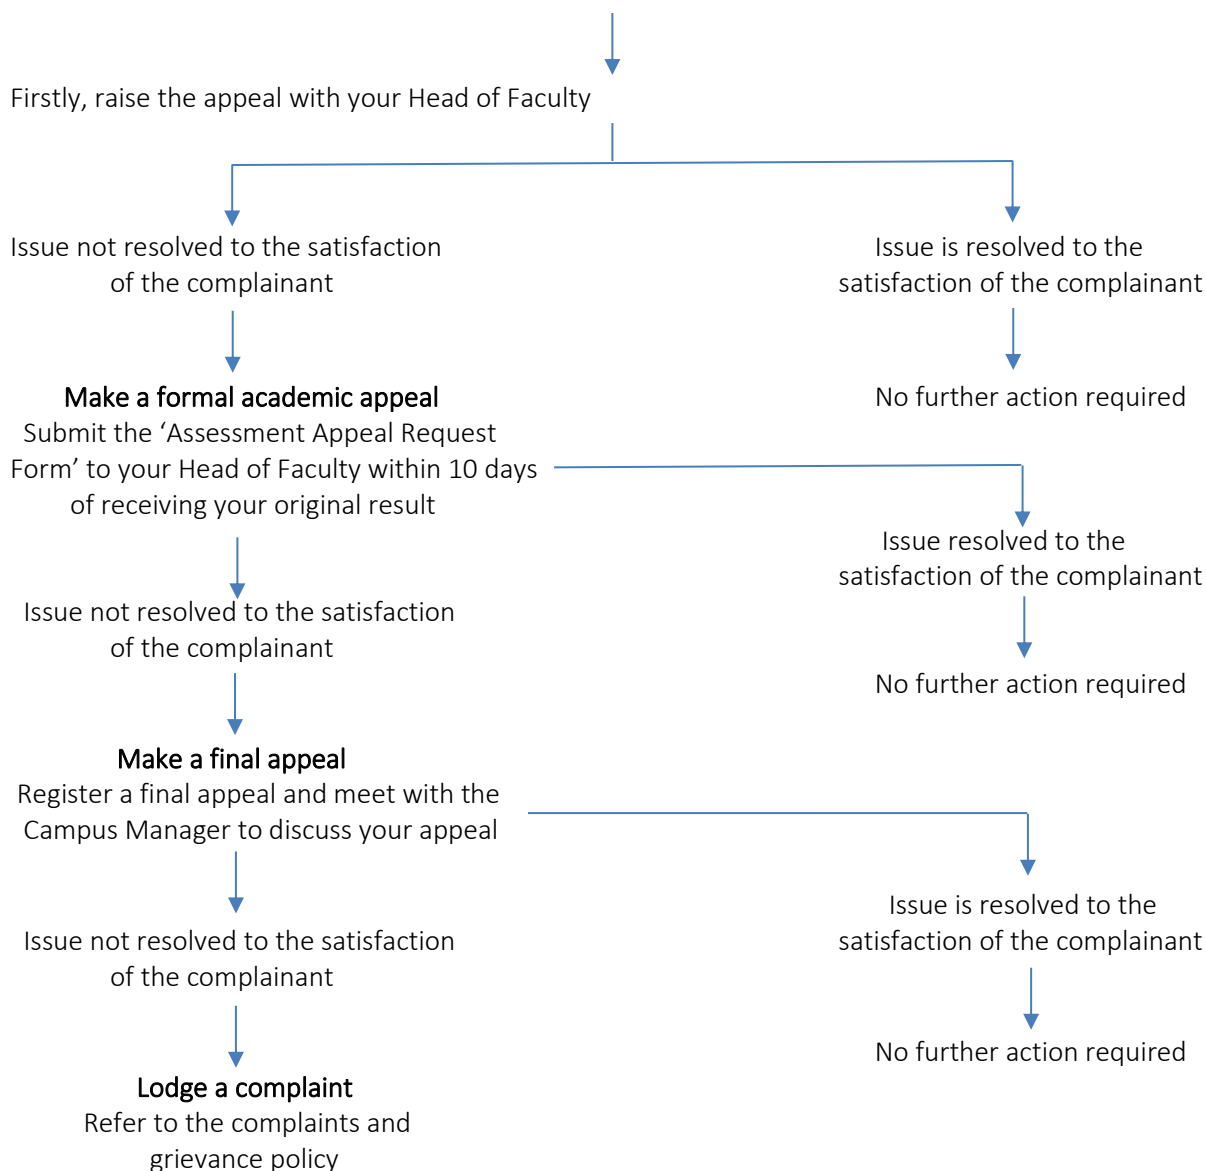 Firstly, raise the appeal with your Head of Faculty
Issue not resolved to the satisfaction
of the complainant
Issue is resolved to the
satisfaction of the complainant
Make a formal academic appeal
Submit the ‘Assessment Appeal Request
Form’ to your Head of Faculty within 10 days
of receiving your original result
No further action required
Issue resolved to the
satisfaction of the complainant
Issue not resolved to the satisfaction
of the complainant
No further action required
Make a final appeal
Register a final appeal and meet with the
Campus Manager to discuss your appeal
Issue is resolved to the
satisfaction of the complainant
Issue not resolved to the satisfaction
of the complainant
No further action required
Lodge a complaint
Refer to the complaints and
grievance policy